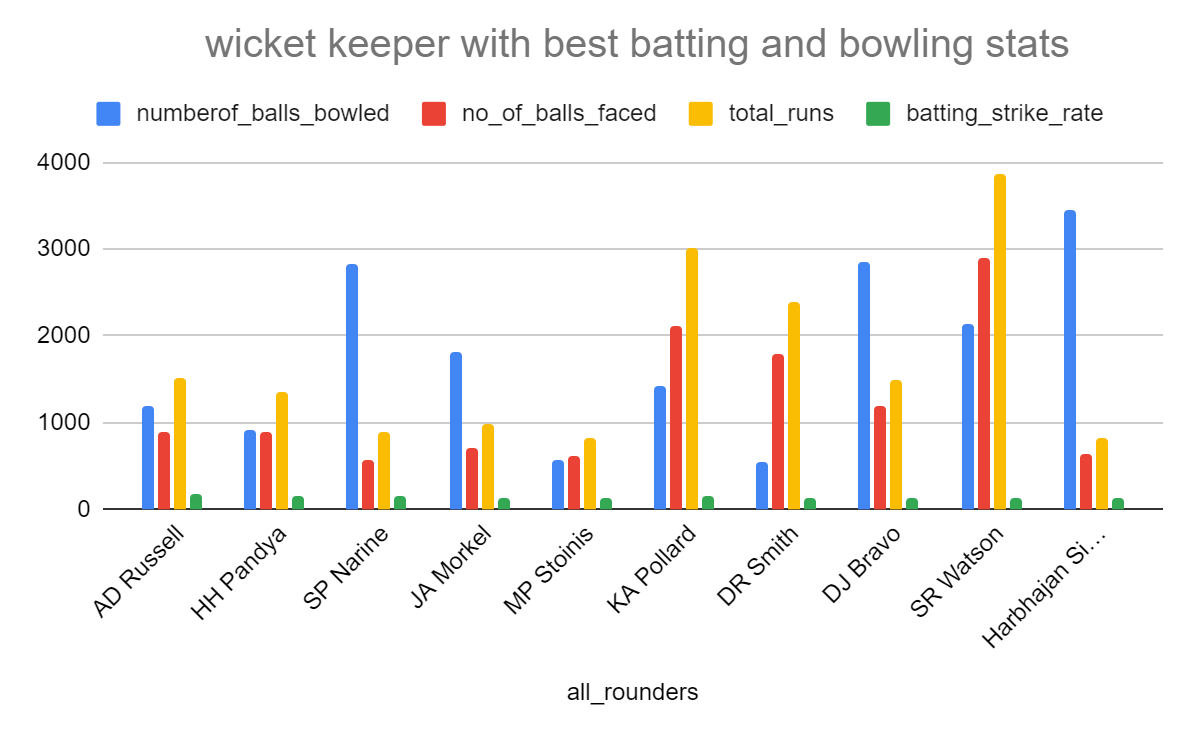 wicket keeper with best batting and bowling stats
numberof_balls_bowled no_of_balls_faced total_runs batting_strike_rate
4000
3000
2000
1000
0
AD Russell
HH Pandya
SP Narine
JA Morkel
MP Stoinis
KA Pollard
DR Smith
DJ Bravo
SR Watson
Harbhajan Si…
all_rounders